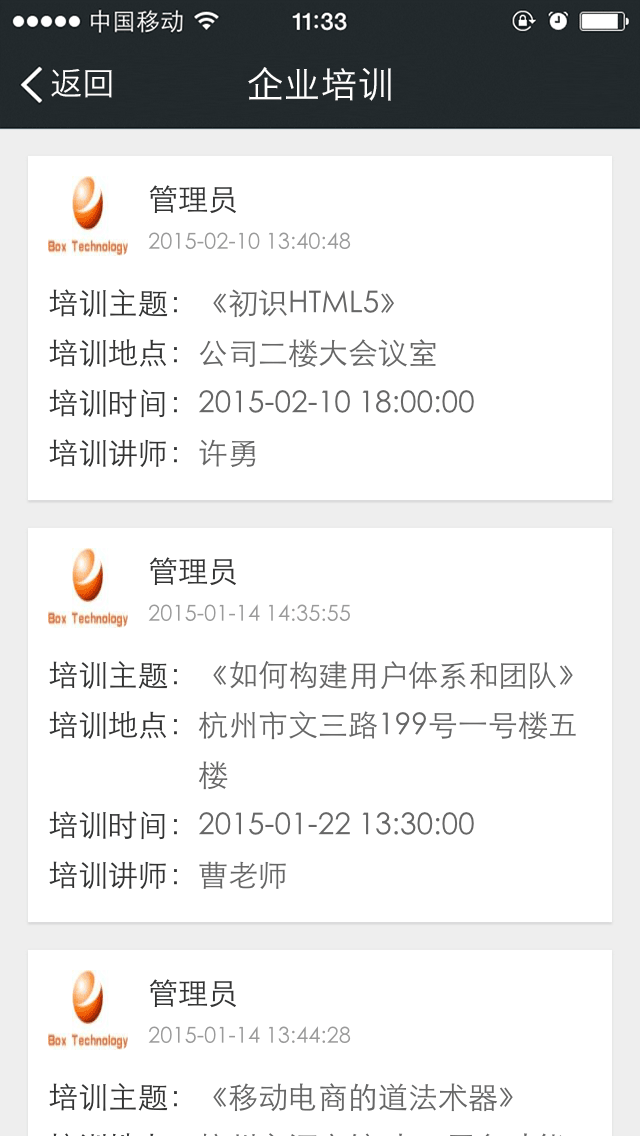 中国移动 11:33
返回 企业培训
管理员
Box Technology 2015-02-10 13:40:48
培训主题：《初识HTML5》
培训地点：公司二楼大会议室
培训时间：2015-02-10 18:00:00
培训讲师：许勇
管理员
Box Technology 2015-01-14 14:35:55
培训主题：《如何构建用户体系和团队》
培训地点：杭州市文三路199号一号楼五
楼
培训时间：2015-01-22 13:30:00
培训讲师：曹老师
管理员
Box Technology 2015-01-14 13:44:28
培训主题：《移动电商的道法术器》